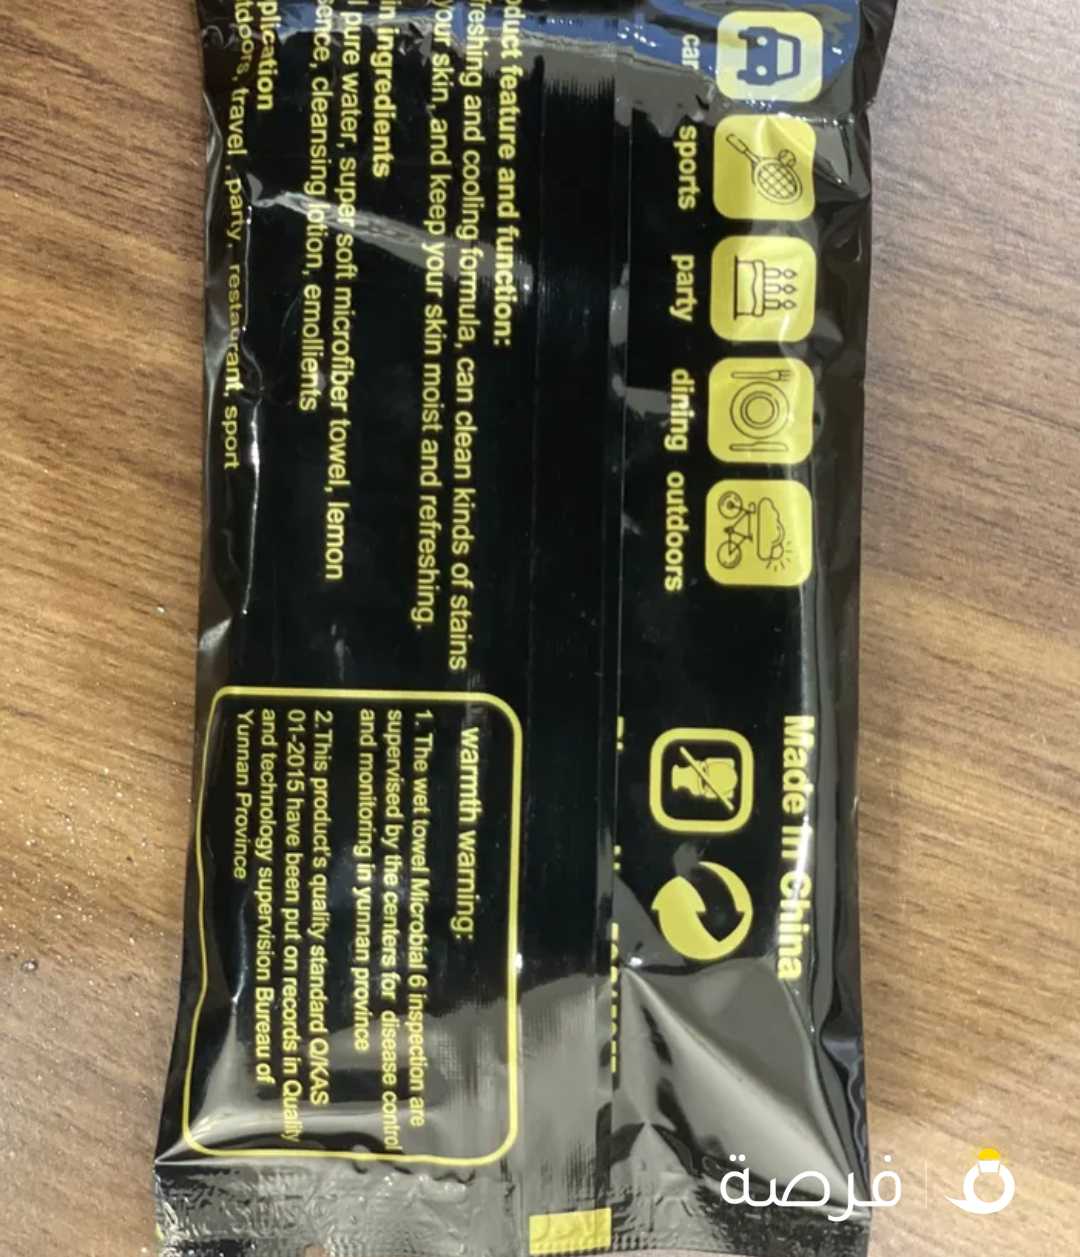 car
sports
party
dining
outdoors
Made in China
duct feature and function:
freshing and cooling formula, can clean kinds of stains
your skin, and keep your skin moist and refreshing.
in ingredients
pure water, super soft microfiber towel, lemon
sence, cleansing lotion, emollients
plication
tdoors, travel, party, restaurant, sport
warmth warning:
1. The wet towel Microbial 6 inspection are
supervised by the centers for disease control
and monitoring in yunnan province
2.This product's quality standard Q/KAS
01-2015 have been put on records in Quality
and technology supervision Bureau of
Yunnan Province
فرصة